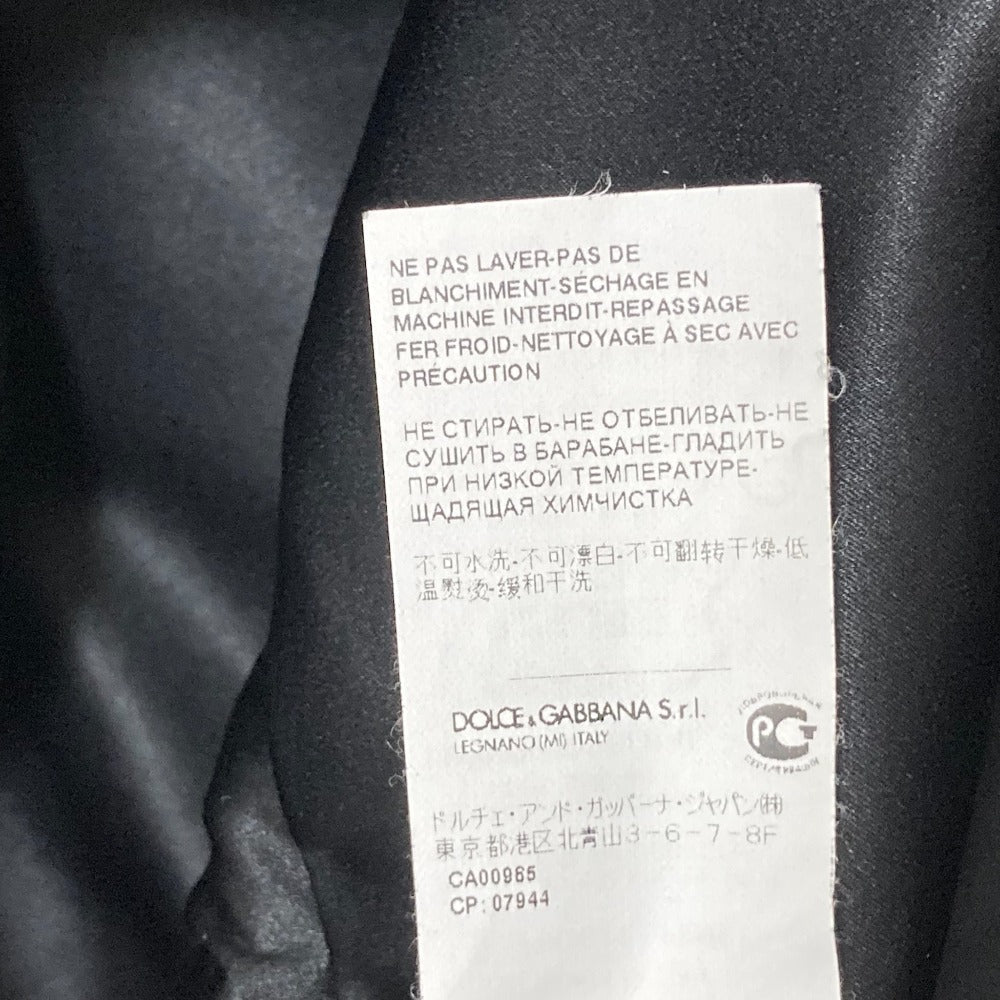 NE PAS LAVER-PAS DE
BLANCHIMENT-SÉCHAGE EN
MACHINE INTERDIT-REPASSAGE
FER FROID-NETTOYAGE À SEC AVEC
PRÉCAUTION
НЕ СТИРАТЬ-НЕ ОТБЕЛИВАТЬ-НЕ
СУШИТЬ В БАРАБАНЕ-ГЛАДИТЬ
ПРИ НИЗКОЙ ТЕМПЕРАТУРЕ-
ЩАДЯЩАЯ ХИМЧИСТКА
不可水洗-不可漂白-不可翻转干燥-低
温熨烫-缓和干洗
DOLCE & GABBANA S.r.l.
LEGNANO (MI) ITALY
ДОБРОВОЛЬНАЯ
РСТ
СЕРТИФИКАЦИЯ
ドルチェ・アンド・ガッバーナ・ジャパン㈱
東京都港区北青山3-6-7-8F
CA00965
CP: 07944